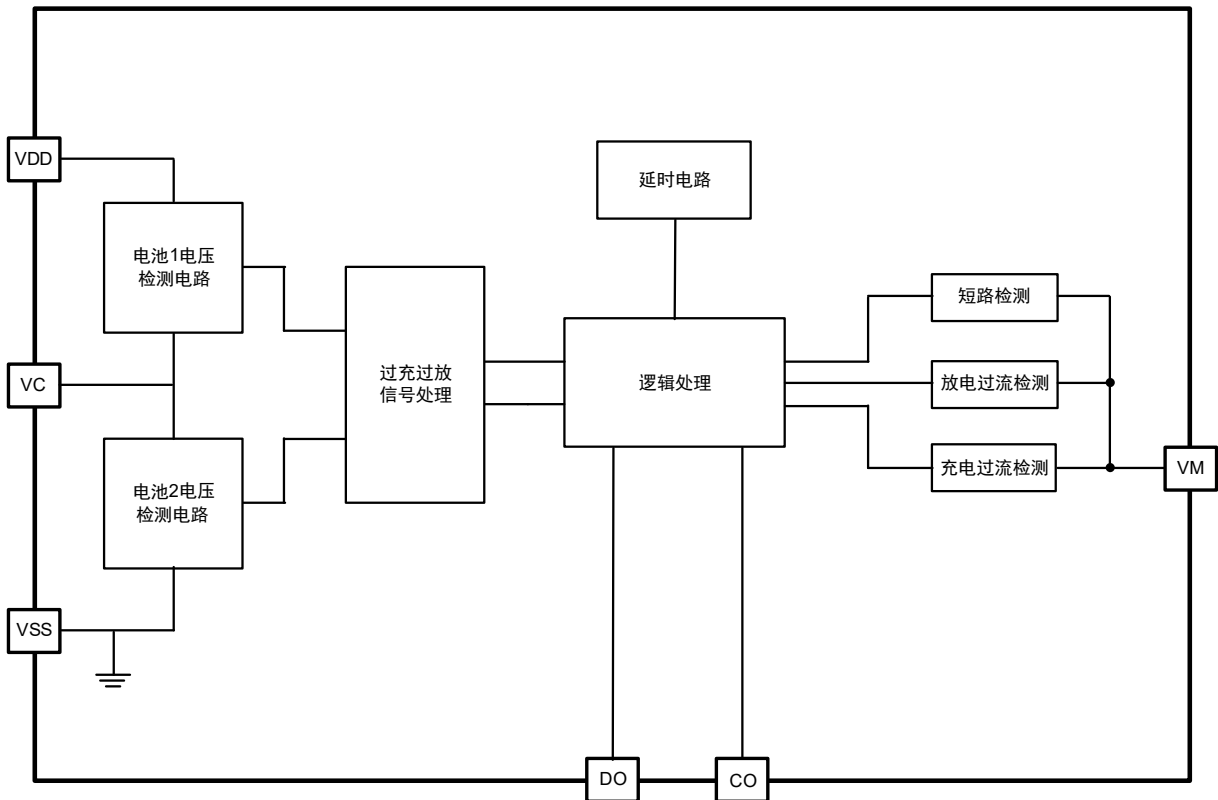 VDD
延时电路
电池1电压
检测电路
短路检测
过充过放
信号处理
逻辑处理
放电过流检测
VC
充电过流检测
VM
电池2电压
检测电路
VSS
DO
CO